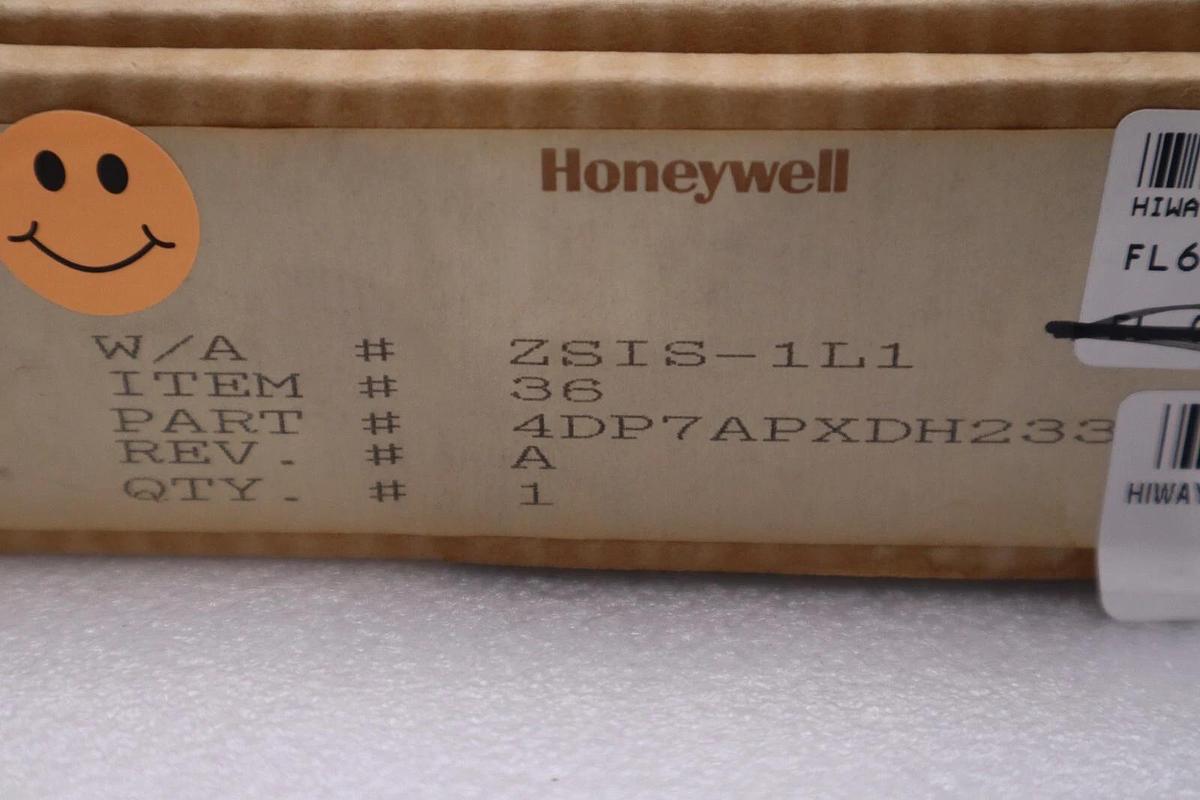 Honeywell
W/A # ZSIS-1L1
ITEM # 36
PART # 4DP7APXDH233
REV. # A
QTY. # 1
HIWA
FL6
HIWAY